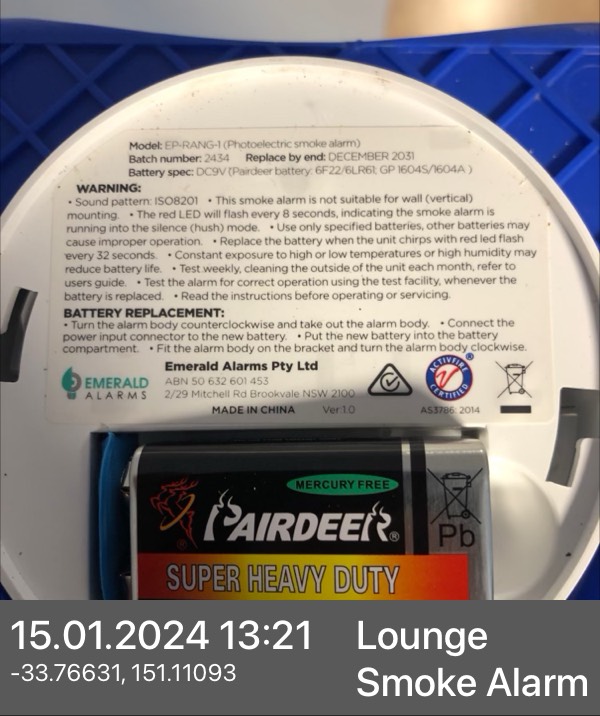 Model: EP-RANG-1 (Photoelectric smoke alarm)
Batch number: 2434 Replace by end: DECEMBER 2031
Battery spec: DC9V (Pairdeer battery: 6F22/6LR61; GP 1604S/1604A )
WARNING:
• Sound pattern: ISO8201 • This smoke alarm is not suitable for wall (vertical)
mounting. • The red LED will flash every 8 seconds, indicating the smoke alarm is
running into the silence (hush) mode. • Use only specified batteries, other batteries may
cause improper operation. • Replace the battery when the unit chirps with red led flash
every 32 seconds. • Constant exposure to high or low temperatures or high humidity may
reduce battery life. • Test weekly, cleaning the outside of the unit each month, refer to
users guide. • Test the alarm for correct operation using the test facility, whenever the
battery is replaced. • Read the instructions before operating or servicing.
BATTERY REPLACEMENT:
• Turn the alarm body counterclockwise and take out the alarm body. • Connect the
power input connector to the new battery. • Put the new battery into the battery
compartment. • Fit the alarm body on the bracket and turn the alarm body clockwise.
EMERALD
ALARMS
Emerald Alarms Pty Ltd
ABN 50 632 601 453
2/29 Mitchell Rd Brookvale NSW 2100
MADE IN CHINA Ver:1.0
ACTIVFIRE
CERTIFIED
®
AS3786: 2014
MERCURY FREE
PAIRDEER®
Pb
SUPER HEAVY DUTY
15.01.2024 13:21
-33.76631, 151.11093
Lounge
Smoke Alarm